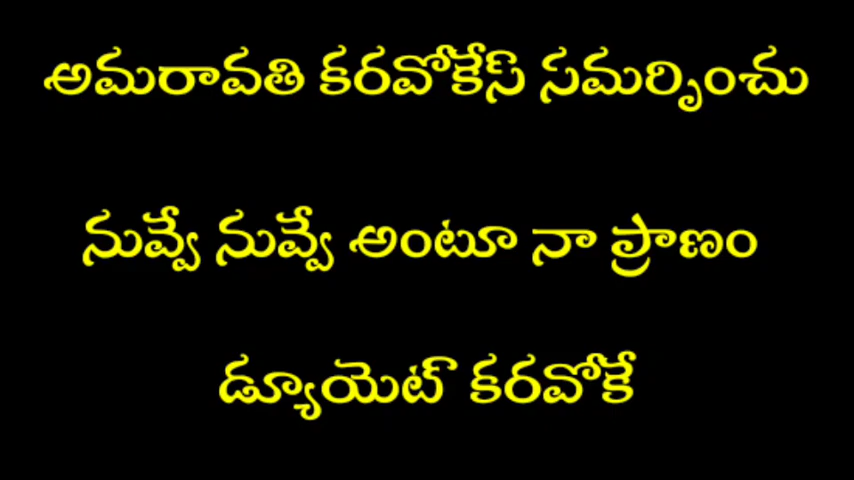 అమరావతి కరవోకేస్ సమర్పించు
నువ్వే నువ్వే అంటూ నా ప్రాణం
డ్యూయెట్ కరవోకే